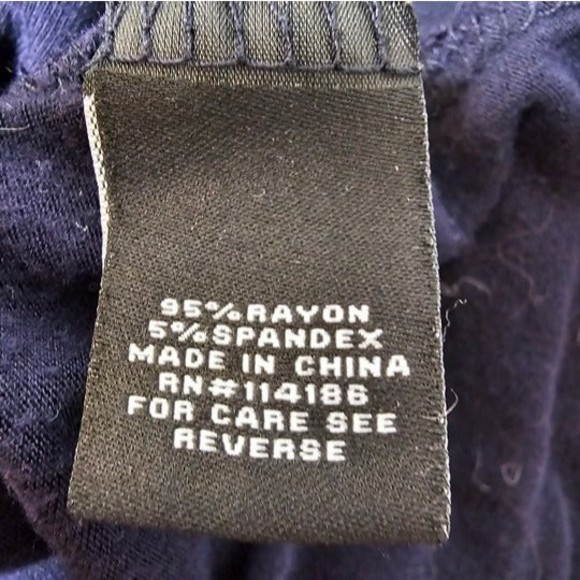 95% RAYON
5% SPANDEX
MADE IN CHINA
RN#114186
FOR CARE SEE
REVERSE